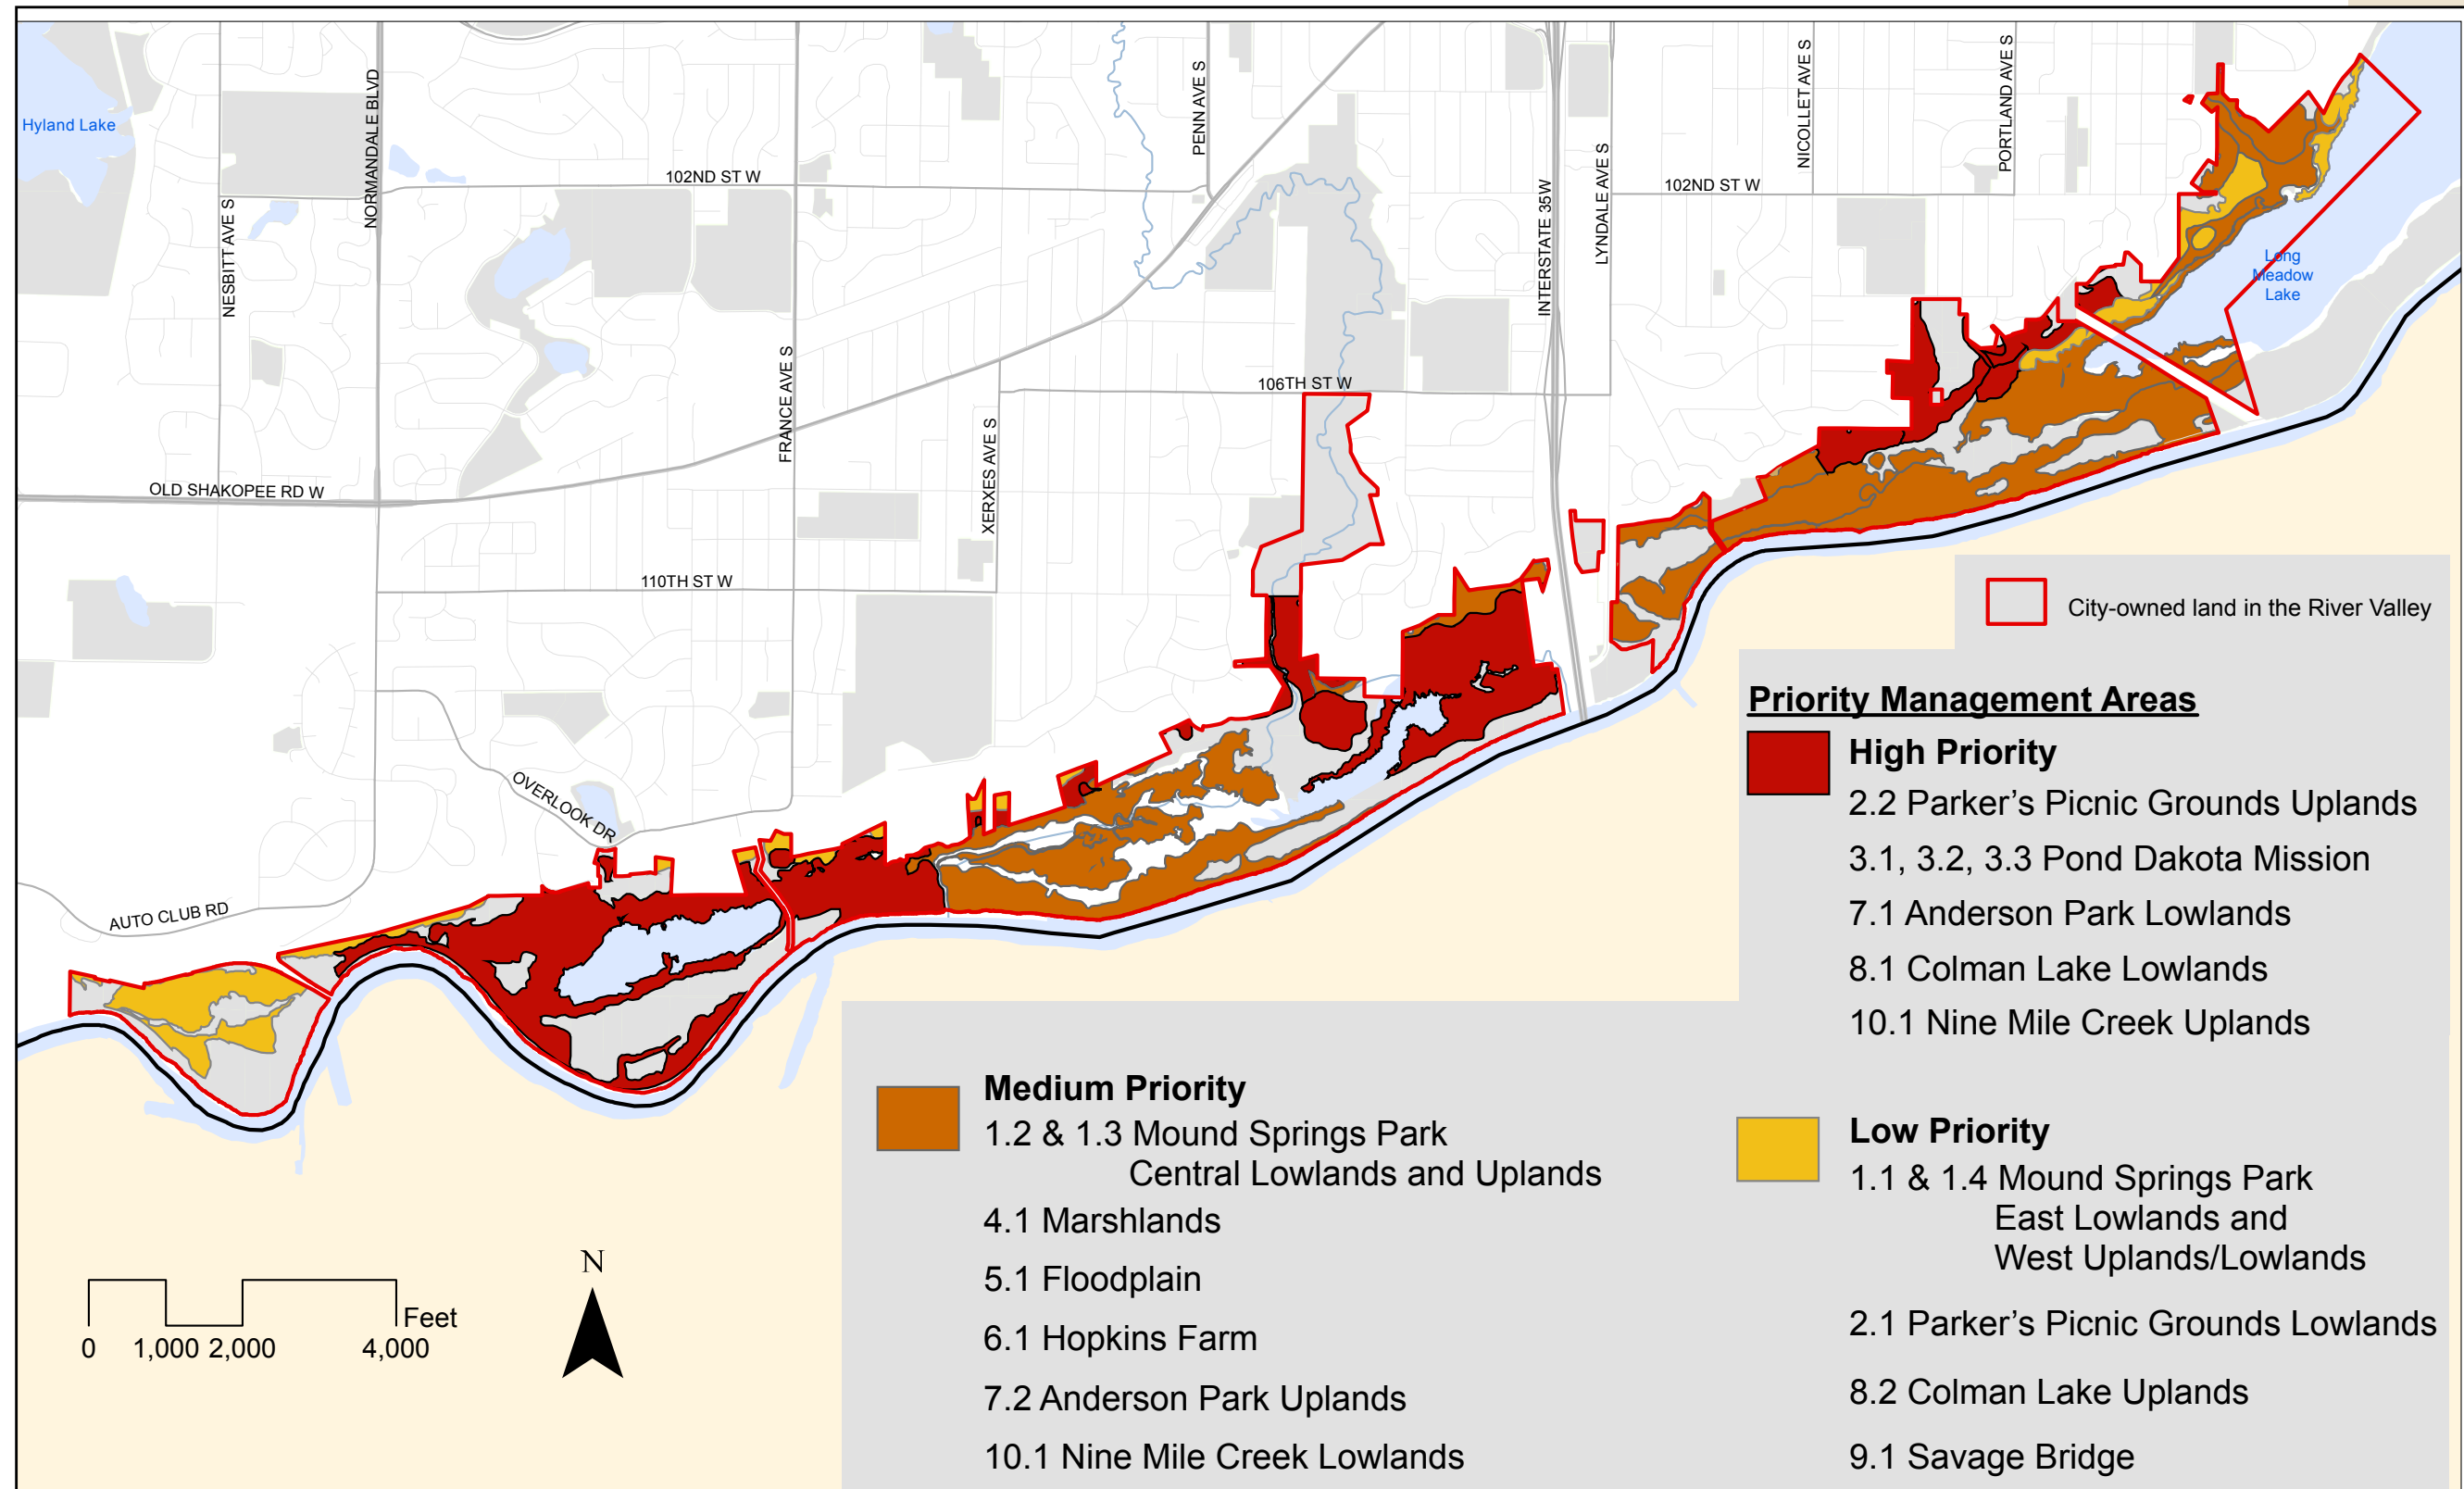 Hyland Lake
NESBITT AVE S
NORMANDALE BLVD
102ND ST W
PENN AVE S
FRANCE AVE S
XERXES AVE S
106TH ST W
INTERSTATE 35W
LYNDALE AVE S
102ND ST W
NICOLLET AVE S
PORTLAND AVE S
Long
Meadow
Lake
OLD SHAKOPEE RD W
110TH ST W
OVERLOOK DR
AUTO CLUB RD
City-owned land in the River Valley
Priority Management Areas
High Priority
2.2 Parker’s Picnic Grounds Uplands
3.1, 3.2, 3.3 Pond Dakota Mission
7.1 Anderson Park Lowlands
8.1 Colman Lake Lowlands
10.1 Nine Mile Creek Uplands
Medium Priority
1.2 & 1.3 Mound Springs Park
Central Lowlands and Uplands
4.1 Marshlands
5.1 Floodplain
6.1 Hopkins Farm
7.2 Anderson Park Uplands
10.1 Nine Mile Creek Lowlands
Low Priority
1.1 & 1.4 Mound Springs Park
East Lowlands and
West Uplands/Lowlands
2.1 Parker’s Picnic Grounds Lowlands
8.2 Colman Lake Uplands
9.1 Savage Bridge
N
Feet
0 1,000 2,000 4,000